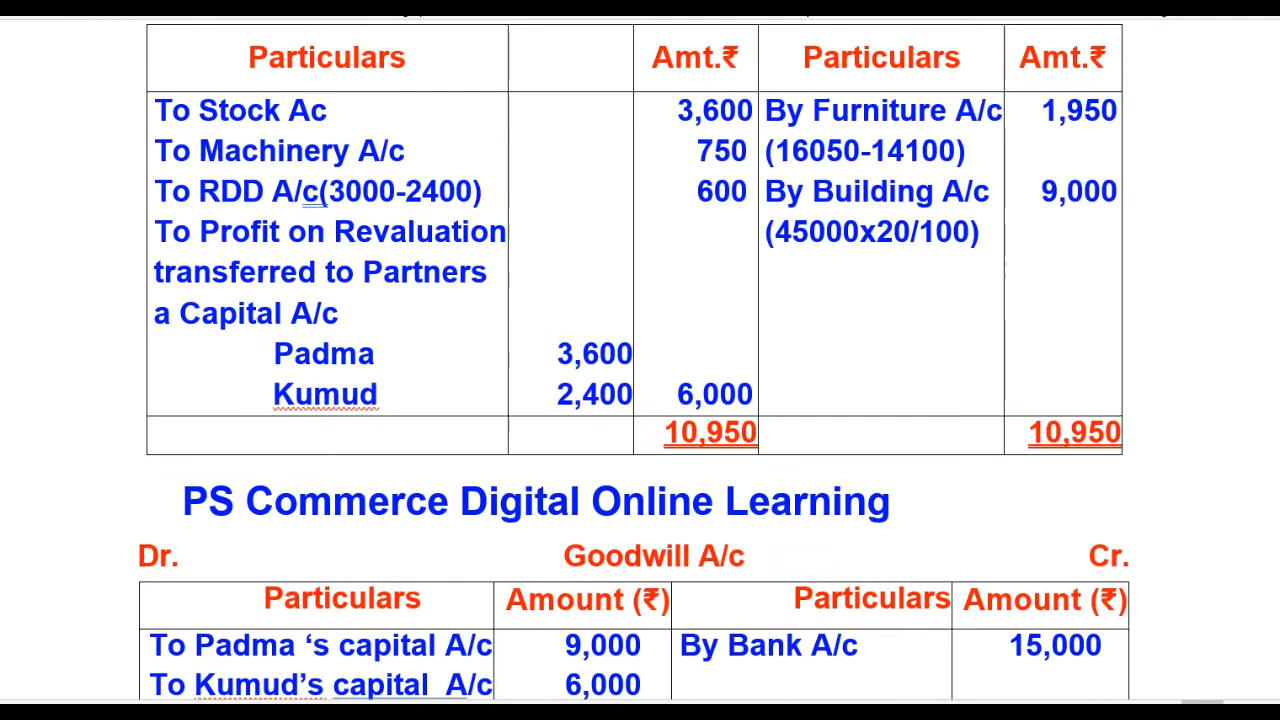 Particulars Amt.₹ Particulars Amt.₹
To Stock Ac 3,600 By Furniture A/c 1,950
To Machinery A/c 750 (16050-14100)
To RDD A/c(3000-2400) 600 By Building A/c 9,000
To Profit on Revaluation (45000x20/100)
transferred to Partners
a Capital A/c
Padma 3,600
Kumud 2,400 6,000
10,950 10,950
PS Commerce Digital Online Learning
Dr. Goodwill A/c Cr.
Particulars Amount (₹) Particulars Amount (₹)
To Padma ‘s capital A/c 9,000 By Bank A/c 15,000
To Kumud’s capital A/c 6,000